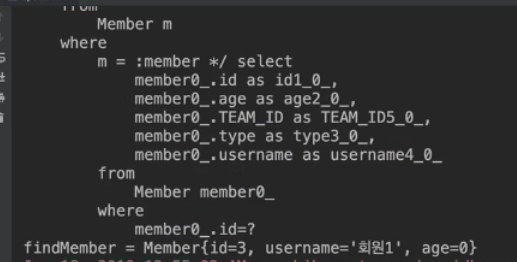 from
Member m
where
m = :member */ select
member0_.id as id1_0_,
member0_.age as age2_0_,
member0_.TEAM_ID as TEAM_ID5_0_,
member0_.type as type3_0_,
member0_.username as username4_0_
from
Member member0_
where
member0_.id=?
findMember = Member{id=3, username='회원1', age=0}